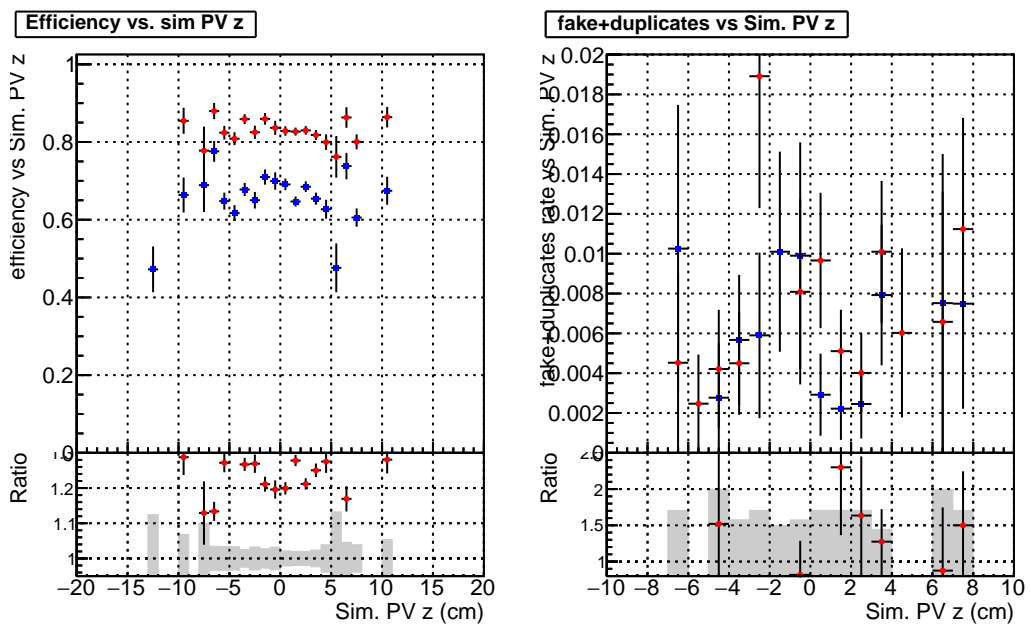 Efficiency vs. sim PV z
efficiency vs Sim. PV z
1
0.8
0.6
0.4
0.2
0
Ratio
1.2
1.1
1
−20 −15 −10 −5 0 5 10 15 20
Sim. PV z (cm)
fake+duplicates vs Sim. PV z
fake+duplicates rate vs Sim. PV z
0.02
0.018
0.016
0.014
0.012
0.01
0.008
0.006
0.004
0.002
0
Ratio
2
1.5
1
−10 −8 −6 −4 −2 0 2 4 6 8 10
Sim. PV z (cm)